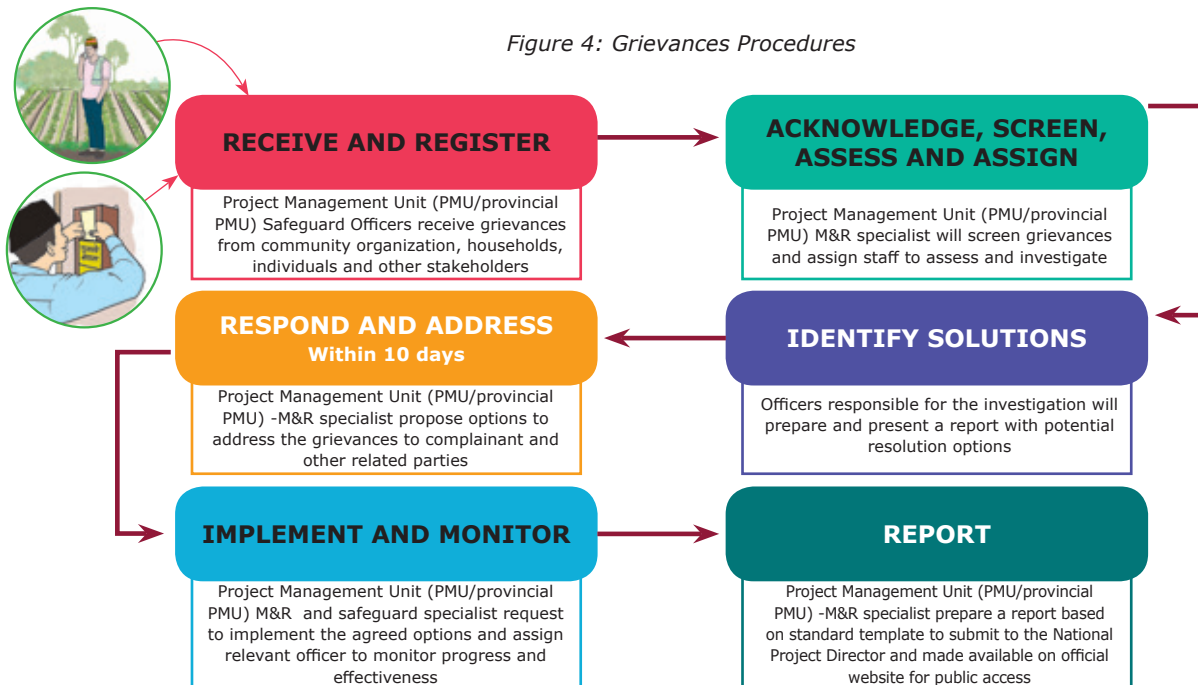 Figure 4: Grievances Procedures
RECEIVE AND REGISTER
Project Management Unit (PMU/provincial
PMU) Safeguard Officers receive grievances
from community organization, households,
individuals and other stakeholders
ACKNOWLEDGE, SCREEN,
ASSESS AND ASSIGN
Project Management Unit (PMU/provincial
PMU) M&R specialist will screen grievances
and assign staff to assess and investigate
IDENTIFY SOLUTIONS
Officers responsible for the investigation will
prepare and present a report with potential
resolution options
RESPOND AND ADDRESS
Within 10 days
Project Management Unit (PMU/provincial
PMU) -M&R specialist propose options to
address the grievances to complainant and
other related parties
IMPLEMENT AND MONITOR
Project Management Unit (PMU/provincial
PMU) M&R and safeguard specialist request
to implement the agreed options and assign
relevant officer to monitor progress and
effectiveness
REPORT
Project Management Unit (PMU/provincial
PMU) -M&R specialist prepare a report based
on standard template to submit to the National
Project Director and made available on official
website for public access